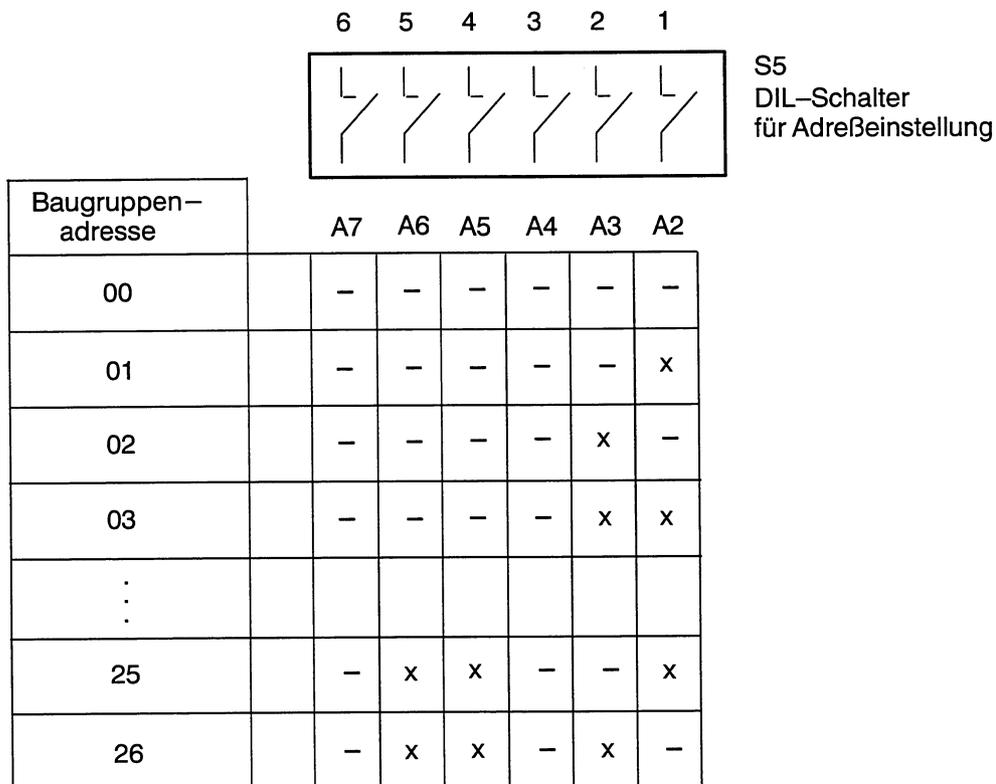 6 5 4 3 2 1
S5
DIL–Schalter
für Adreßeinstellung
Baugruppen–
adresse
A7 A6 A5 A4 A3 A2
00 – – – – – –
01 – – – – – x
02 – – – – x –
03 – – – – x x
⋮
25 – x x – – x
26 – x x – x –